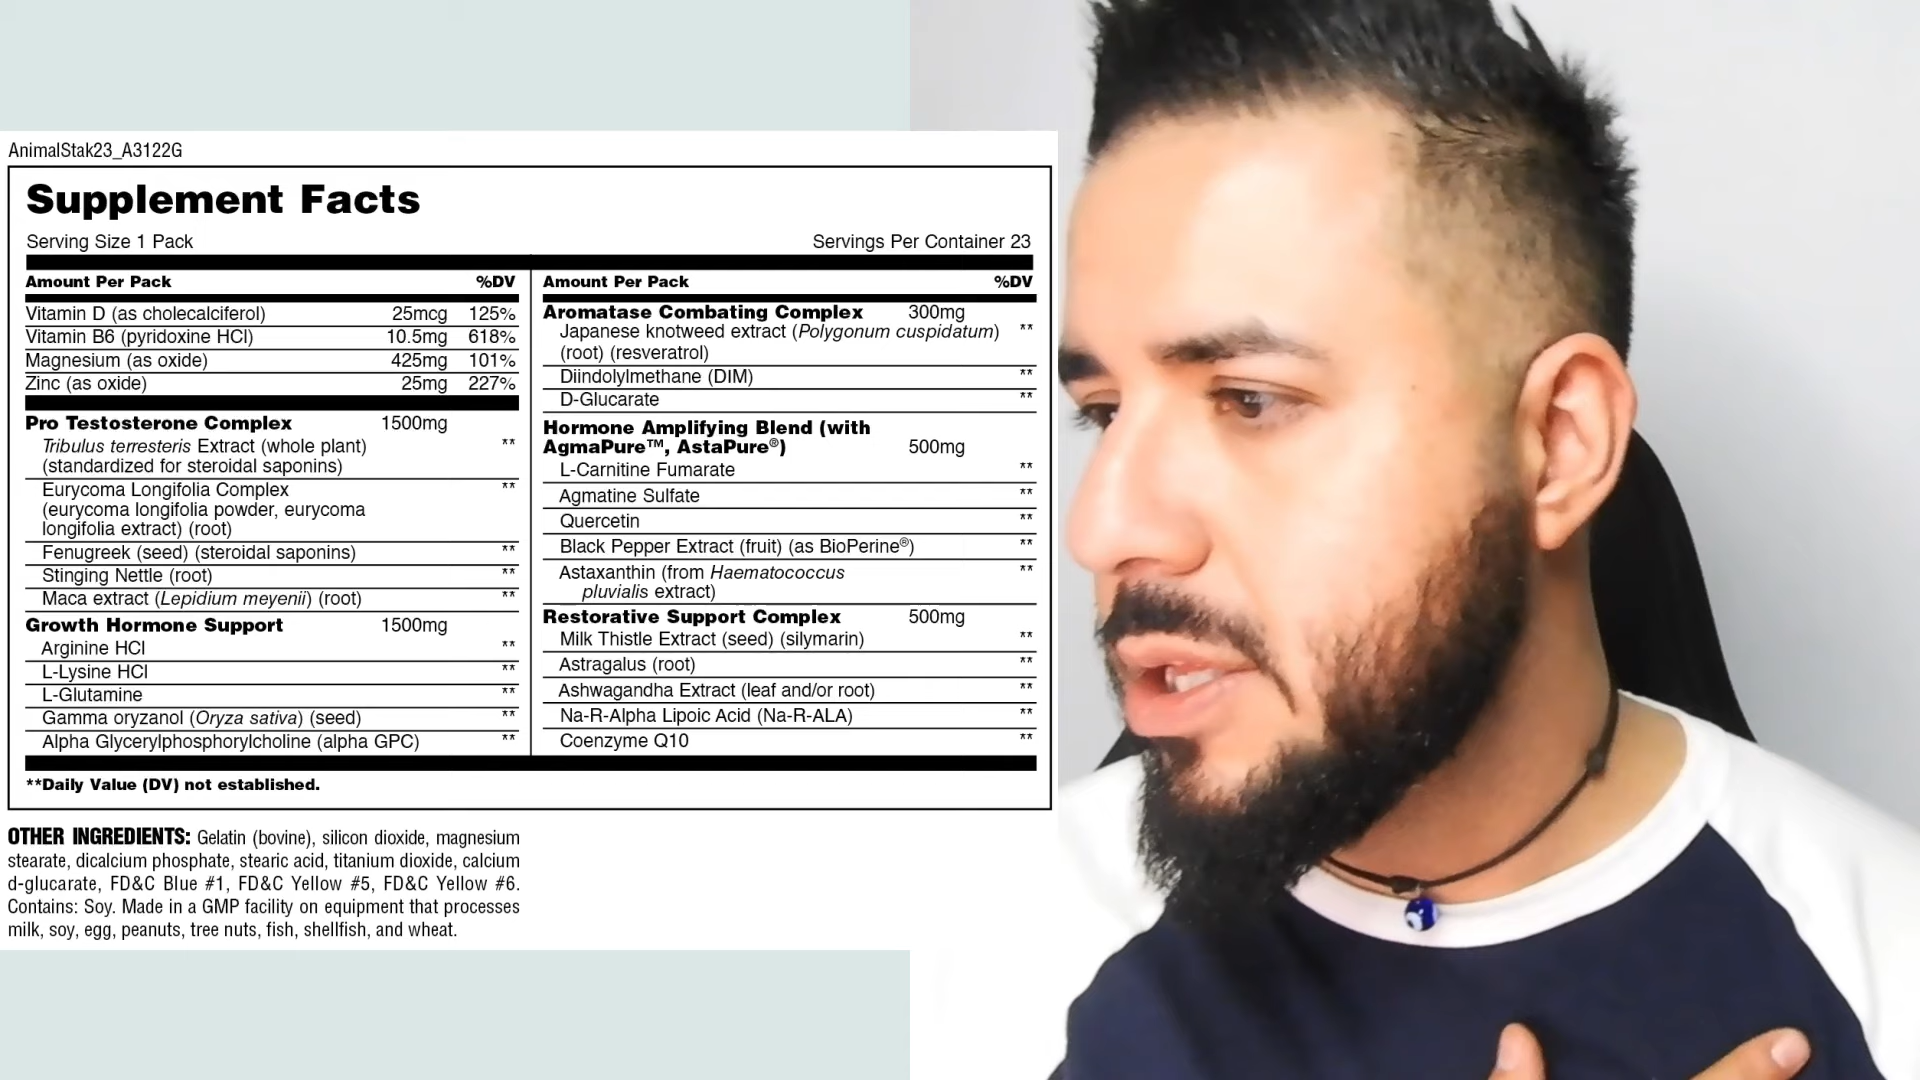 AnimalStak23_A3122G
Supplement Facts
Serving Size 1 Pack
Servings Per Container 23
Amount Per Pack %DV
Vitamin D (as cholecalciferol) 25mcg 125%
Vitamin B6 (pyridoxine HCl) 10.5mg 618%
Magnesium (as oxide) 425mg 101%
Zinc (as oxide) 25mg 227%
Pro Testosterone Complex 1500mg
Tribulus terresteris Extract (whole plant) **
(standardized for steroidal saponins)
Eurycoma Longifolia Complex **
(eurycoma longifolia powder, eurycoma
longifolia extract) (root)
Fenugreek (seed) (steroidal saponins) **
Stinging Nettle (root) **
Maca extract (Lepidium meyenii) (root) **
Growth Hormone Support 1500mg
Arginine HCl **
L-Lysine HCl **
L-Glutamine **
Gamma oryzanol (Oryza sativa) (seed) **
Alpha Glycerylphosphorylcholine (alpha GPC) **
Amount Per Pack %DV
Aromatase Combating Complex 300mg
Japanese knotweed extract (Polygonum cuspidatum) **
(root) (resveratrol)
Diindolylmethane (DIM) **
D-Glucarate **
Hormone Amplifying Blend (with
AgmaPure™, AstaPure®) 500mg
L-Carnitine Fumarate **
Agmatine Sulfate **
Quercetin **
Black Pepper Extract (fruit) (as BioPerine®) **
Astaxanthin (from Haematococcus **
pluvialis extract)
Restorative Support Complex 500mg
Milk Thistle Extract (seed) (silymarin) **
Astragalus (root) **
Ashwagandha Extract (leaf and/or root) **
Na-R-Alpha Lipoic Acid (Na-R-ALA) **
Coenzyme Q10 **
**Daily Value (DV) not established.
OTHER INGREDIENTS: Gelatin (bovine), silicon dioxide, magnesium
stearate, dicalcium phosphate, stearic acid, titanium dioxide, calcium
d-glucarate, FD&C Blue #1, FD&C Yellow #5, FD&C Yellow #6.
Contains: Soy. Made in a GMP facility on equipment that processes
milk, soy, egg, peanuts, tree nuts, fish, shellfish, and wheat.